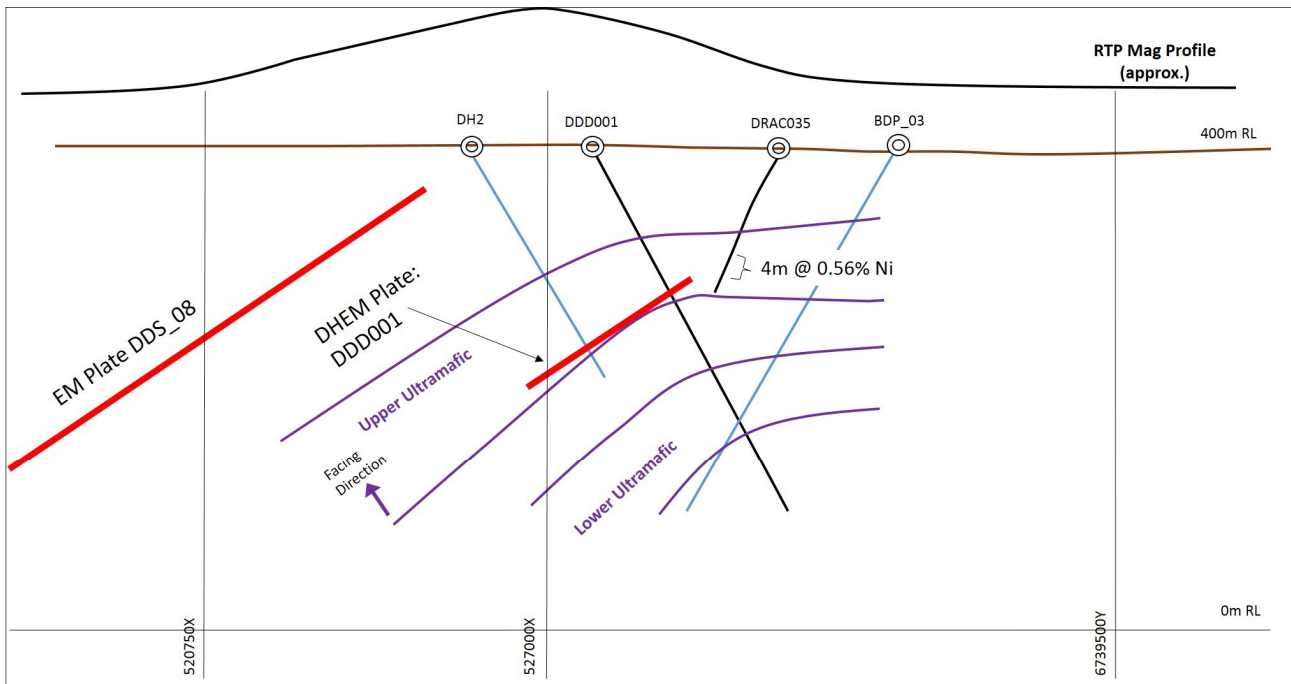 RTP Mag Profile
(approx.)
DH2
DDD001
DRAC035
BDP_03
400m RL
4m @ 0.56% Ni
DHEM Plate:
DDD001
EM Plate DDS_08
Upper Ultramafic
Facing
Direction
Lower Ultramafic
0m RL
520750X
527000X
6739500Y